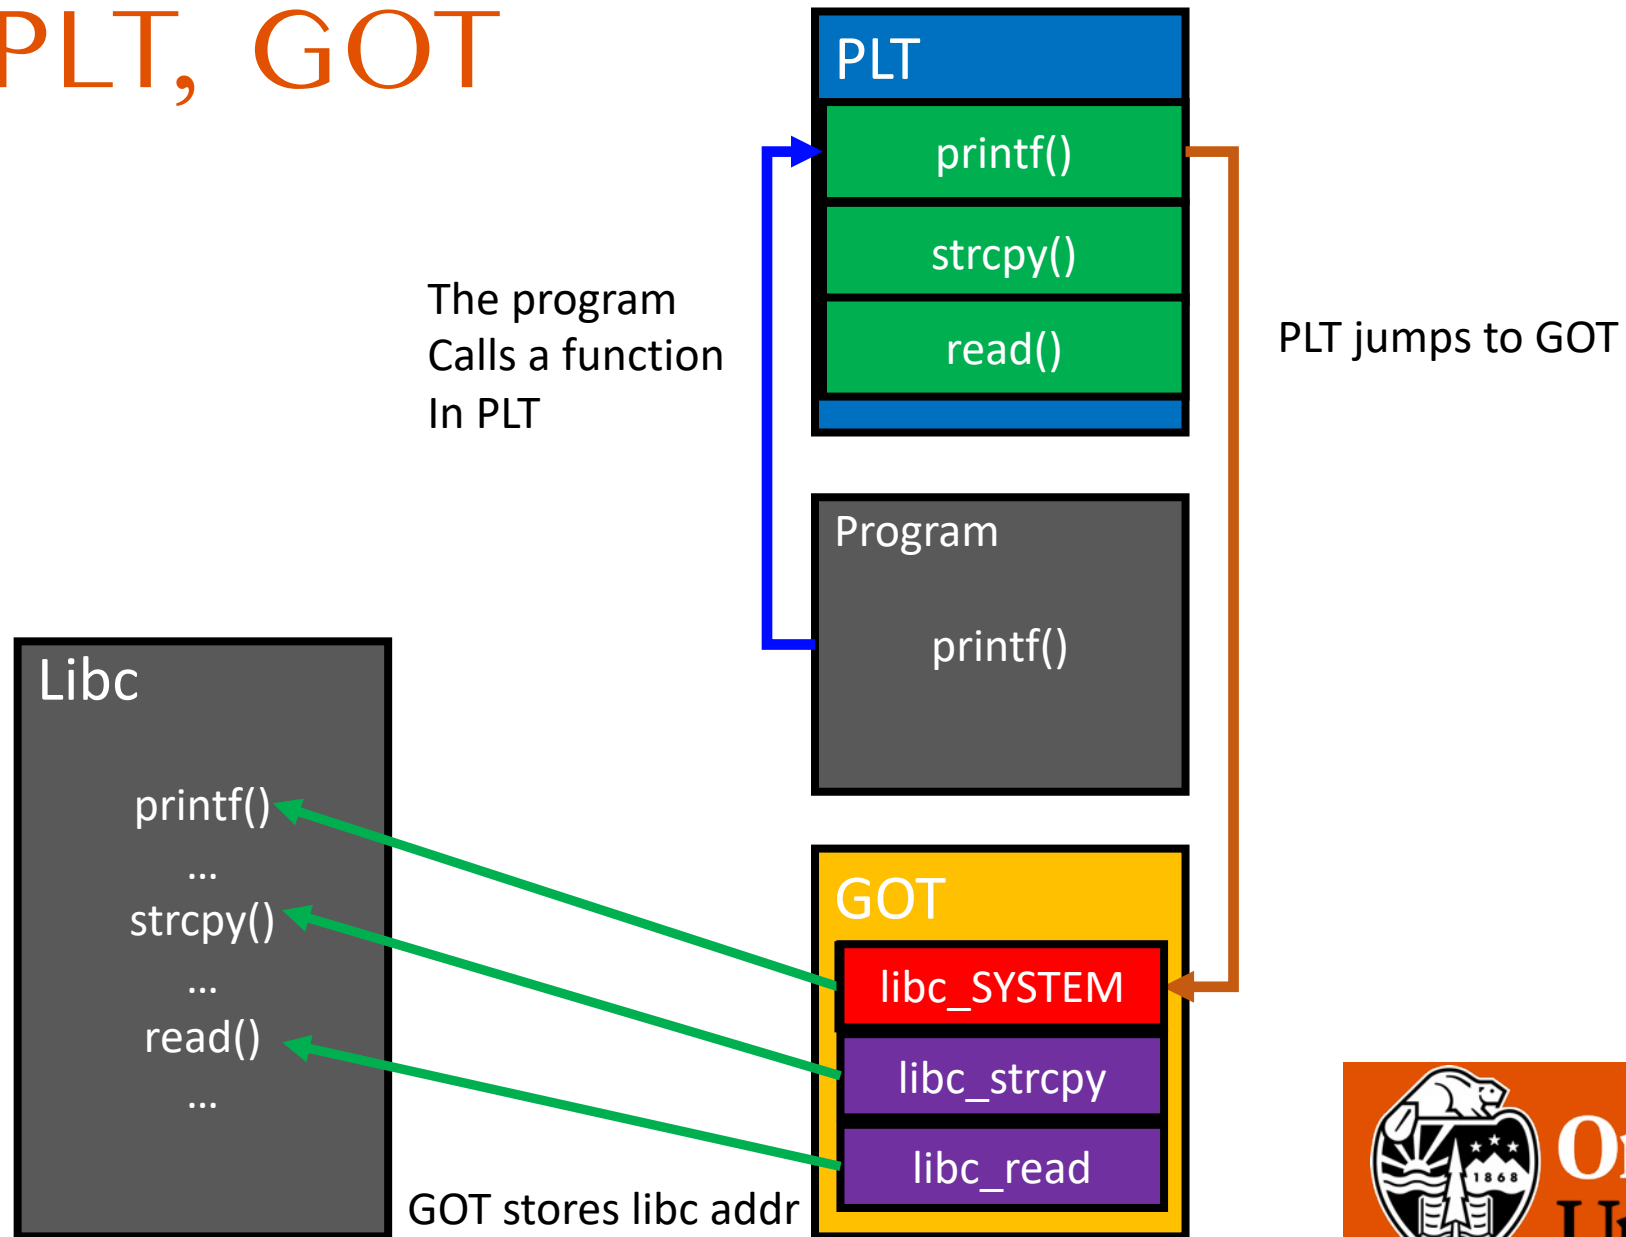 PLT, GOT
PLT
printf()
strcpy()
read()
The program
Calls a function
In PLT
PLT jumps to GOT
Program
printf()
Libc
printf()
...
strcpy()
...
read()
...
GOT
libc_SYSTEM
libc_strcpy
libc_read
GOT stores libc addr
1868